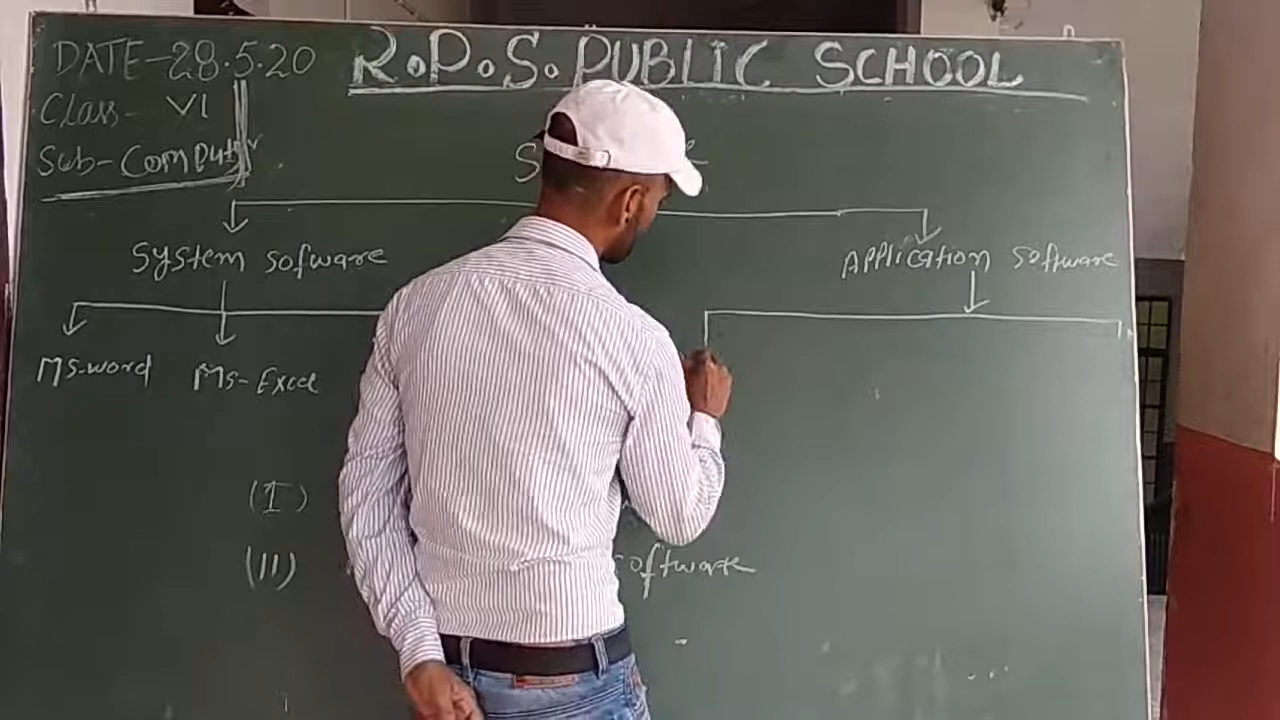 DATE-28.5.20
R.P.S. PUBLIC SCHOOL
Class- VI
Sub-Computer
System sofware
Application software
MS-word
MS-Excel
(I)
(II)
software